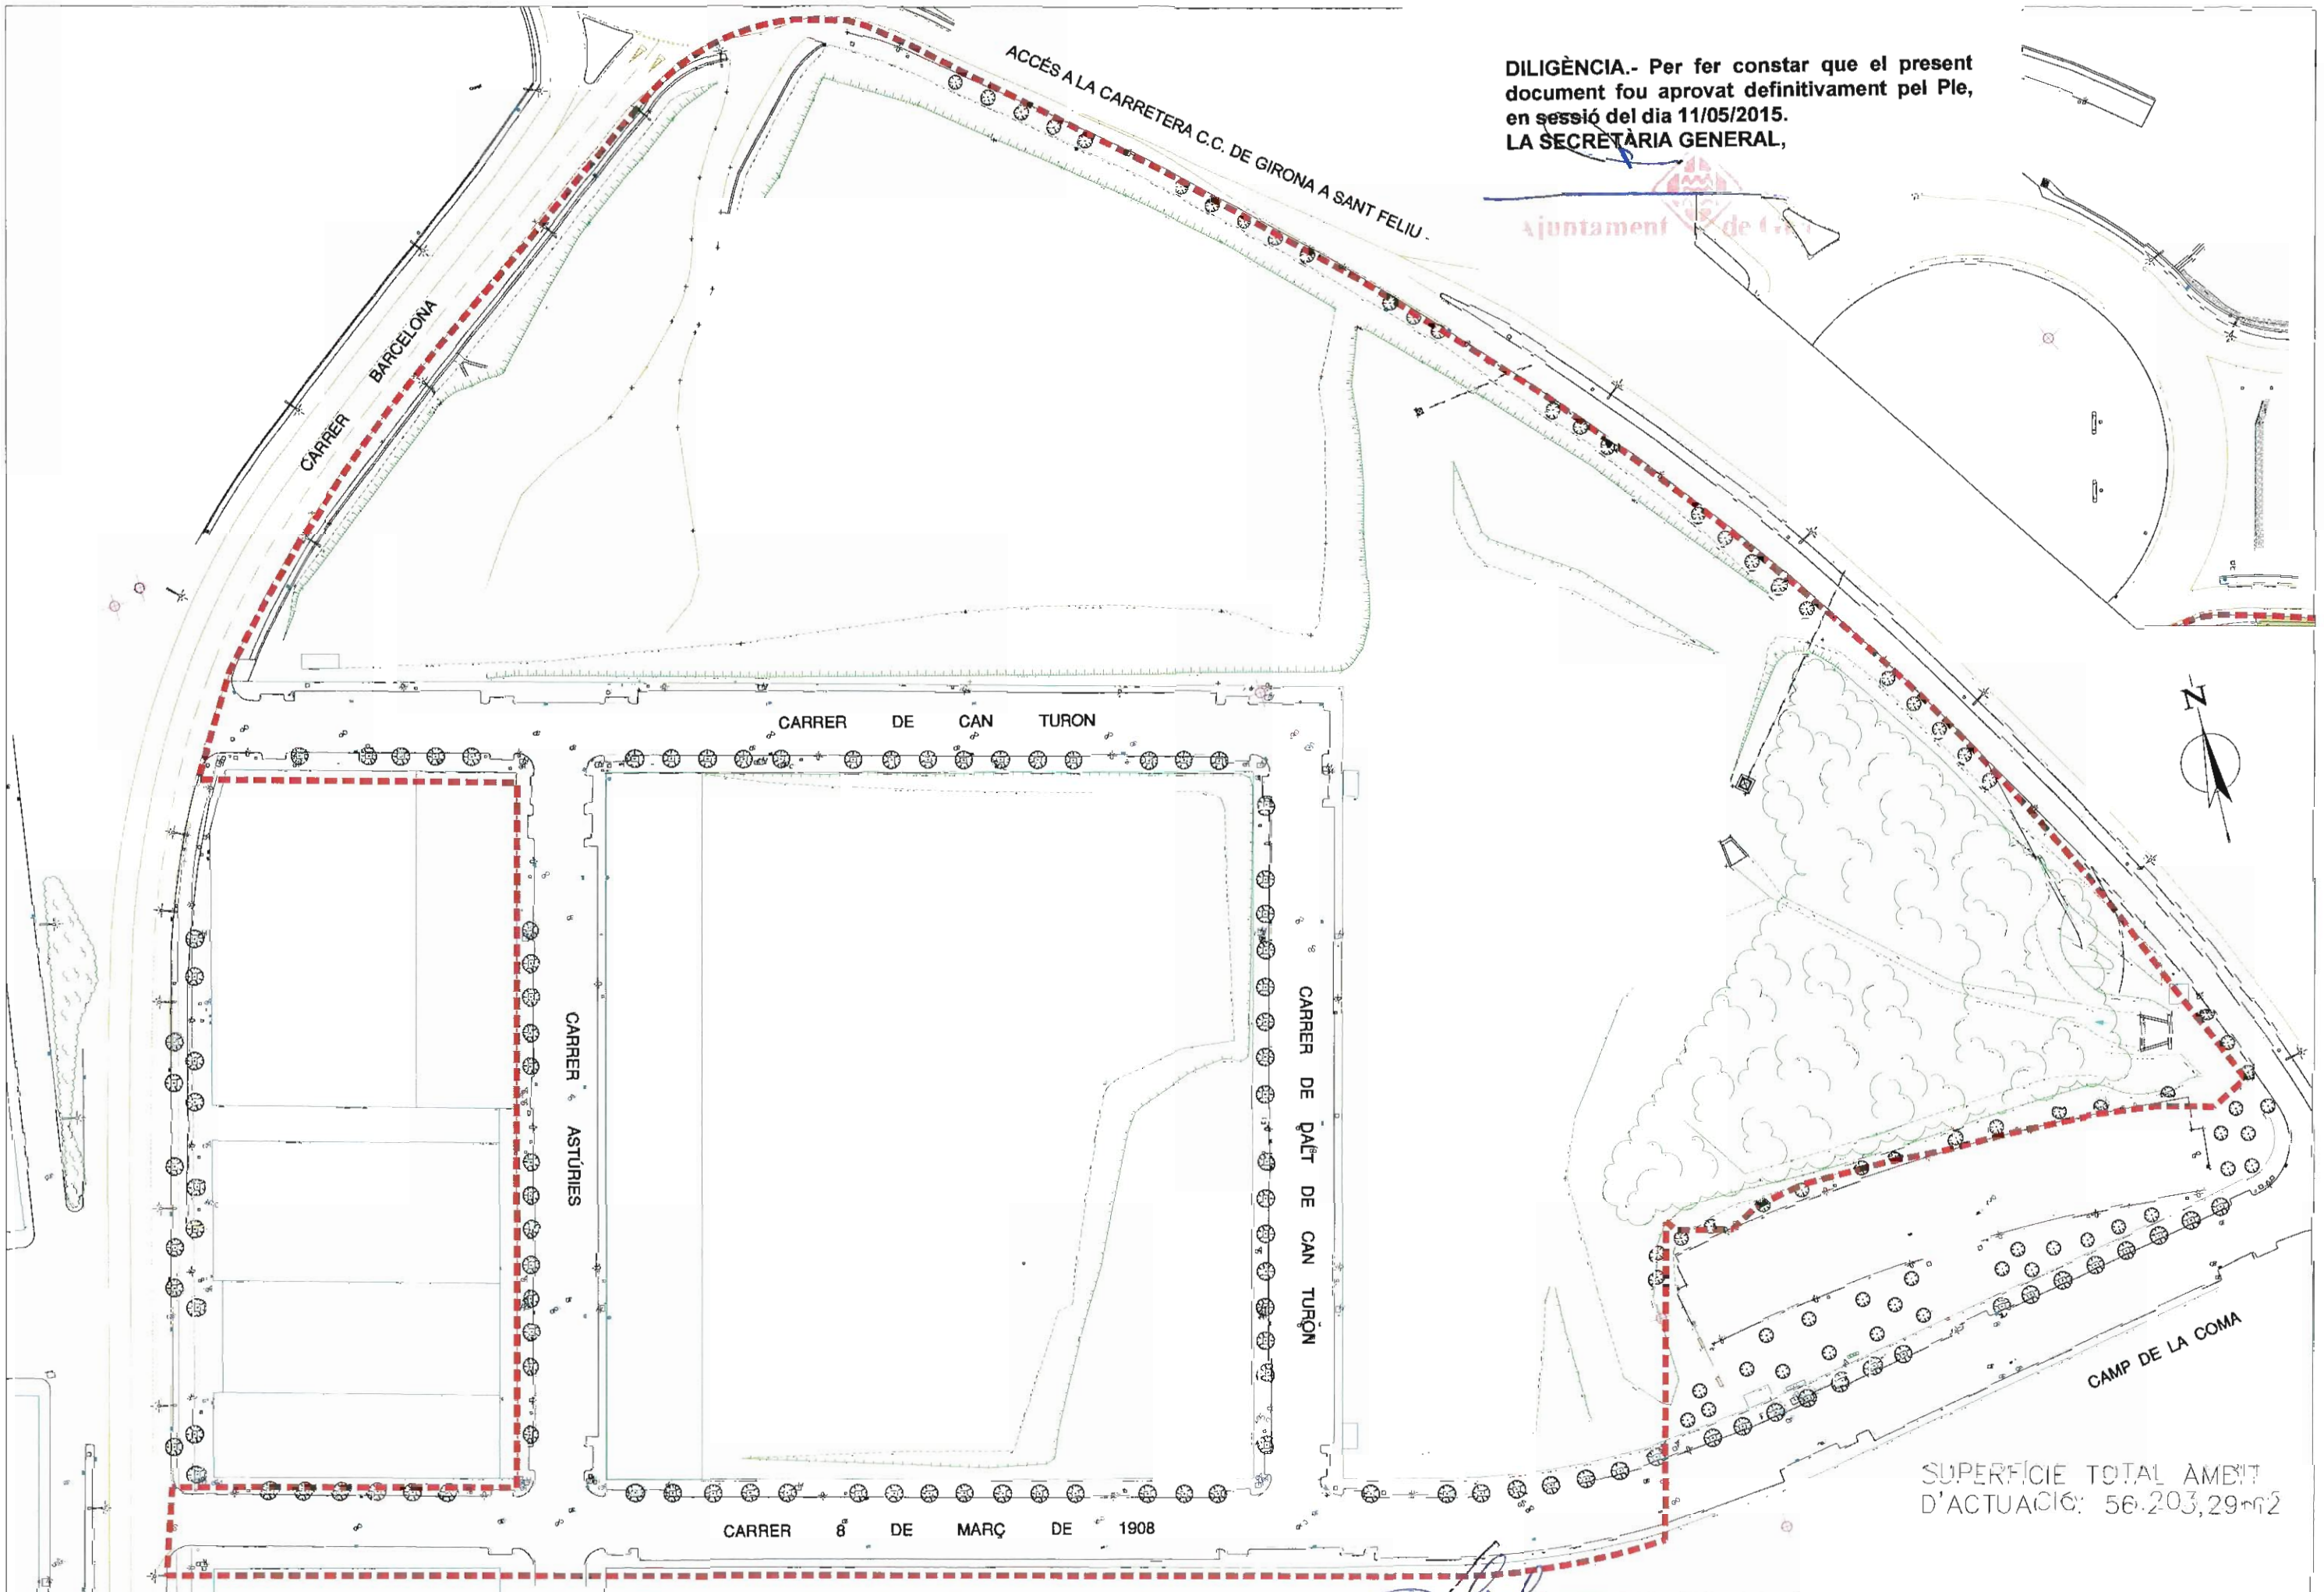 ACCÉS A LA CARRETERA C.C. DE GIRONA A SANT FELIU -
DILIGÈNCIA.- Per fer constar que el present
document fou aprovat definitivament pel Ple,
en sessió del dia 11/05/2015.
LA SECRETÀRIA GENERAL,
Ajuntament de
CARRER BARCELONA
N
CARRER DE CAN TURON
CARRER ASTÚRIES
CARRER DE DALT DE CAN TURON
CAMP DE LA COMA
SUPERFÍCIE TOTAL ÀMBIT
D'ACTUACIÓ: 56.203,29m2
CARRER 8 DE MARÇ DE 1908